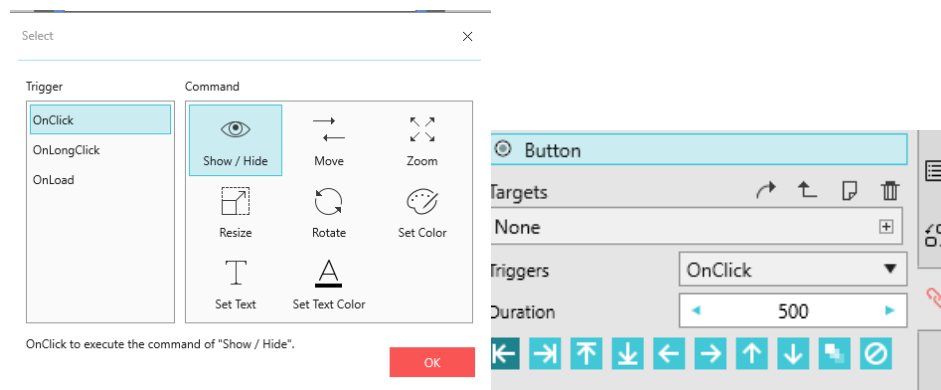 Select
Trigger
Command
OnClick
OnLongClick
OnLoad
Show / Hide
Move
Zoom
Resize
Rotate
Set Color
Set Text
Set Text Color
OnClick to execute the command of "Show / Hide".
OK
Button
Targets
None
Triggers
OnClick
Duration
500